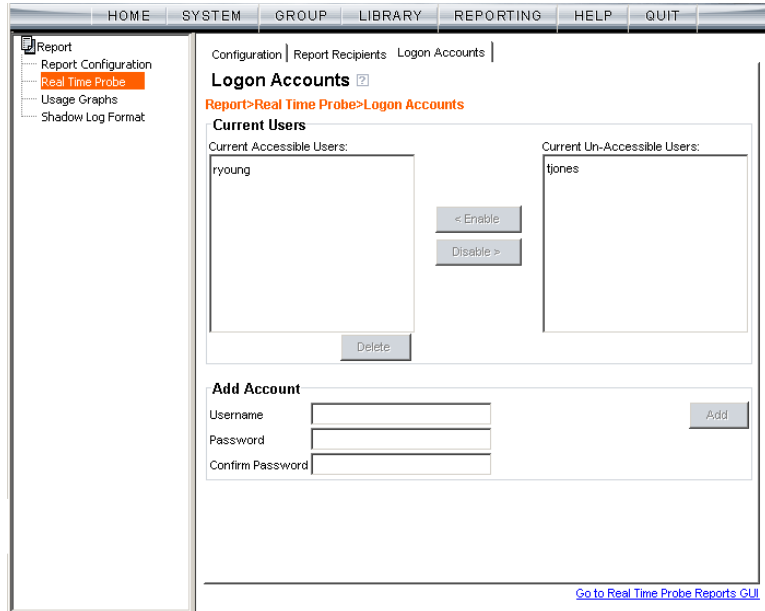 HOME SYSTEM GROUP LIBRARY REPORTING HELP QUIT
Report
Report Configuration
Real Time Probe
Usage Graphs
Shadow Log Format
Configuration Report Recipients Logon Accounts
Logon Accounts ?
Report>Real Time Probe>Logon Accounts
Current Users
Current Accessible Users:
ryoung
< Enable
Disable >
Current Un-Accessible Users:
tjones
Delete
Add Account
Username
Password
Confirm Password
Add
Go to Real Time Probe Reports GUI